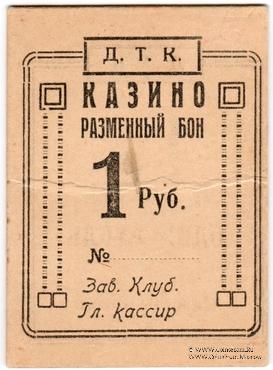 Д. Т. К.
КАЗИНО
РАЗМЕННЫЙ БОН
1 Руб.
№
Зав. Клуб.
Гл. кассир